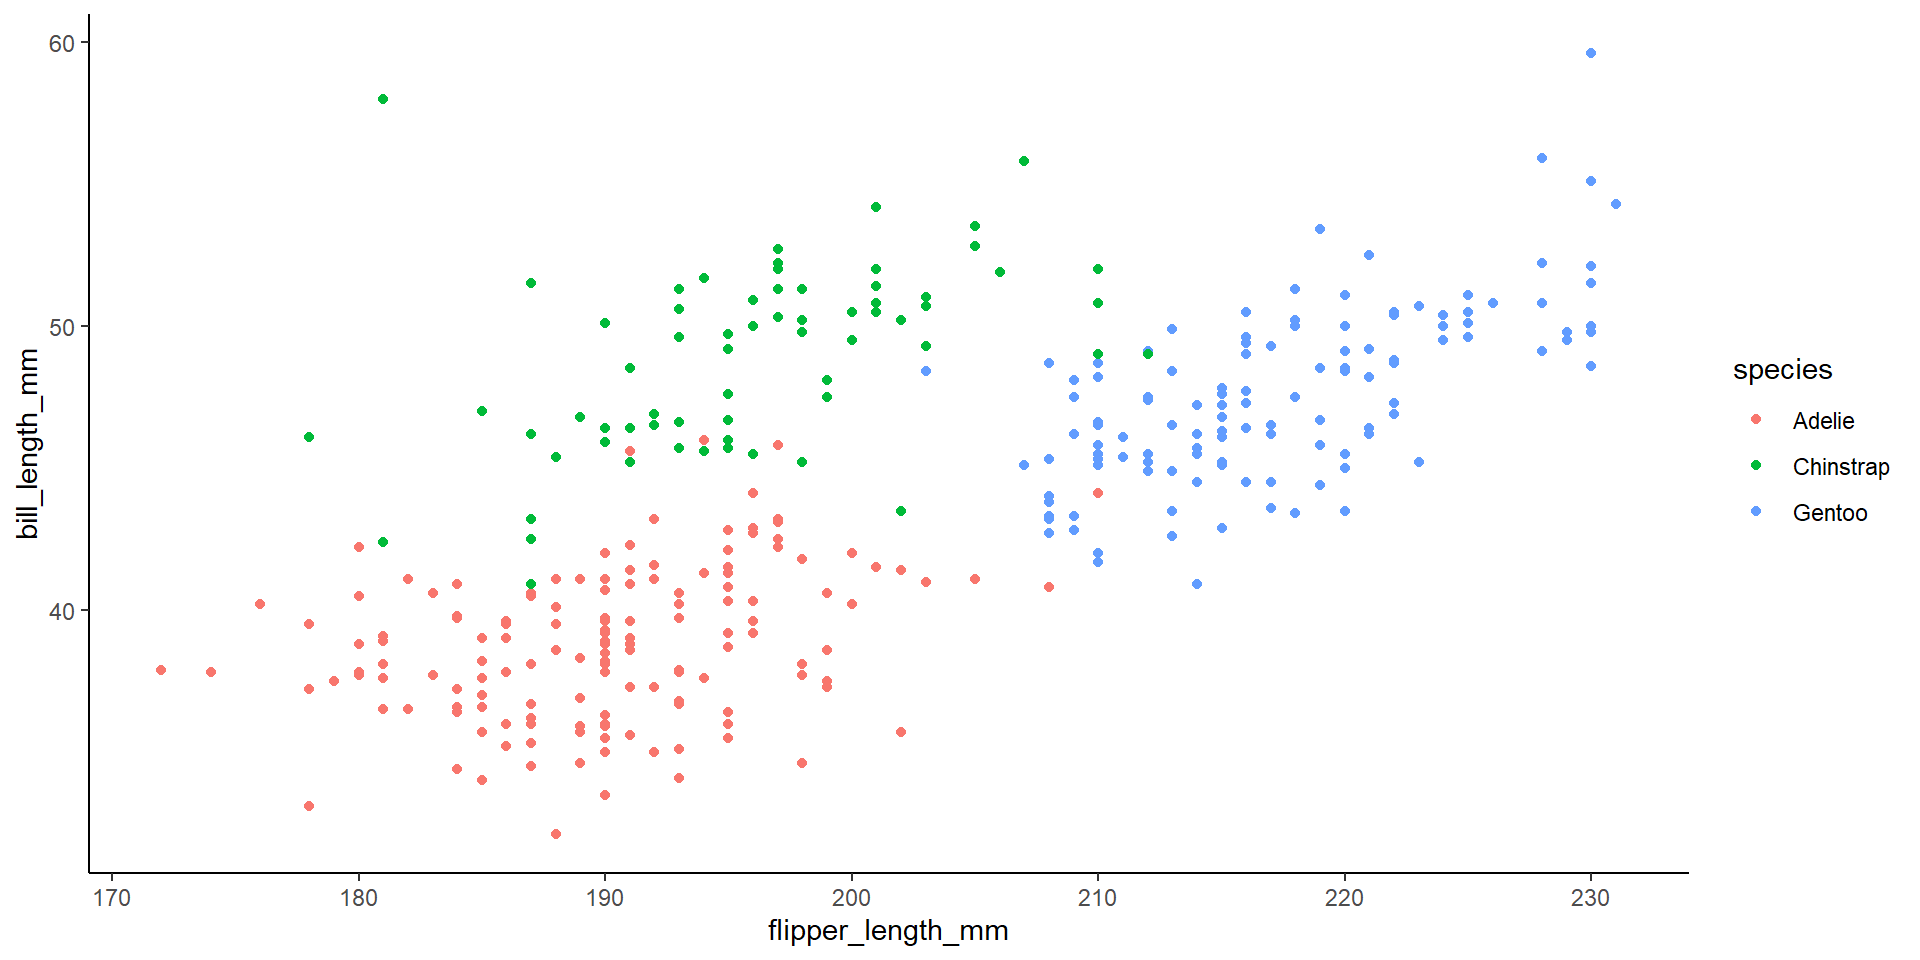 60
50
40
bill_length_mm
170 180 190 200 210 220 230
flipper_length_mm
species
Adelie
Chinstrap
Gentoo